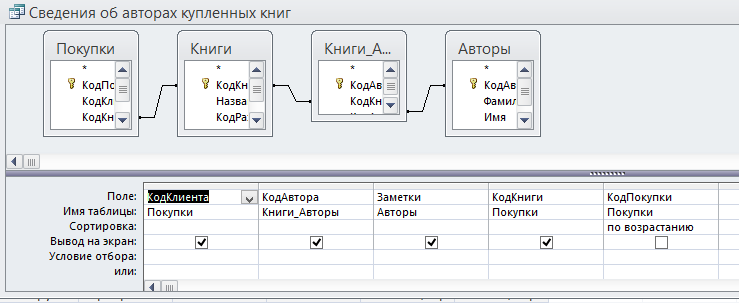 Сведения об авторах купленных книг
Покупки Книги Книги_А... Авторы
* * * *
КодПо КодКн КодАв КодАв
КодКл Назва КодКн Фамил
КодКн КодРа Имя
Поле: КодКлиента КодАвтора Заметки КодКниги КодПокупки
Имя таблицы: Покупки Книги_Авторы Авторы Покупки Покупки
Сортировка: по возрастанию
Вывод на экран:
Условие отбора:
или: